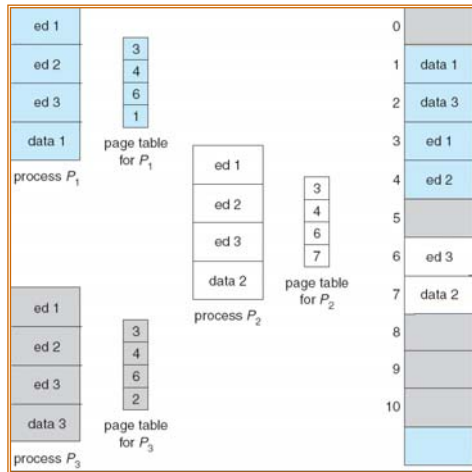 ed 1
ed 2
ed 3
data 1
process P1
3
4
6
1
page table
for P1
ed 1
ed 2
ed 3
data 2
process P2
3
4
6
7
page table
for P2
ed 1
ed 2
ed 3
data 3
process P3
3
4
6
2
page table
for P3
0
1 data 1
2 data 3
3 ed 1
4 ed 2
5
6 ed 3
7 data 2
8
9
10